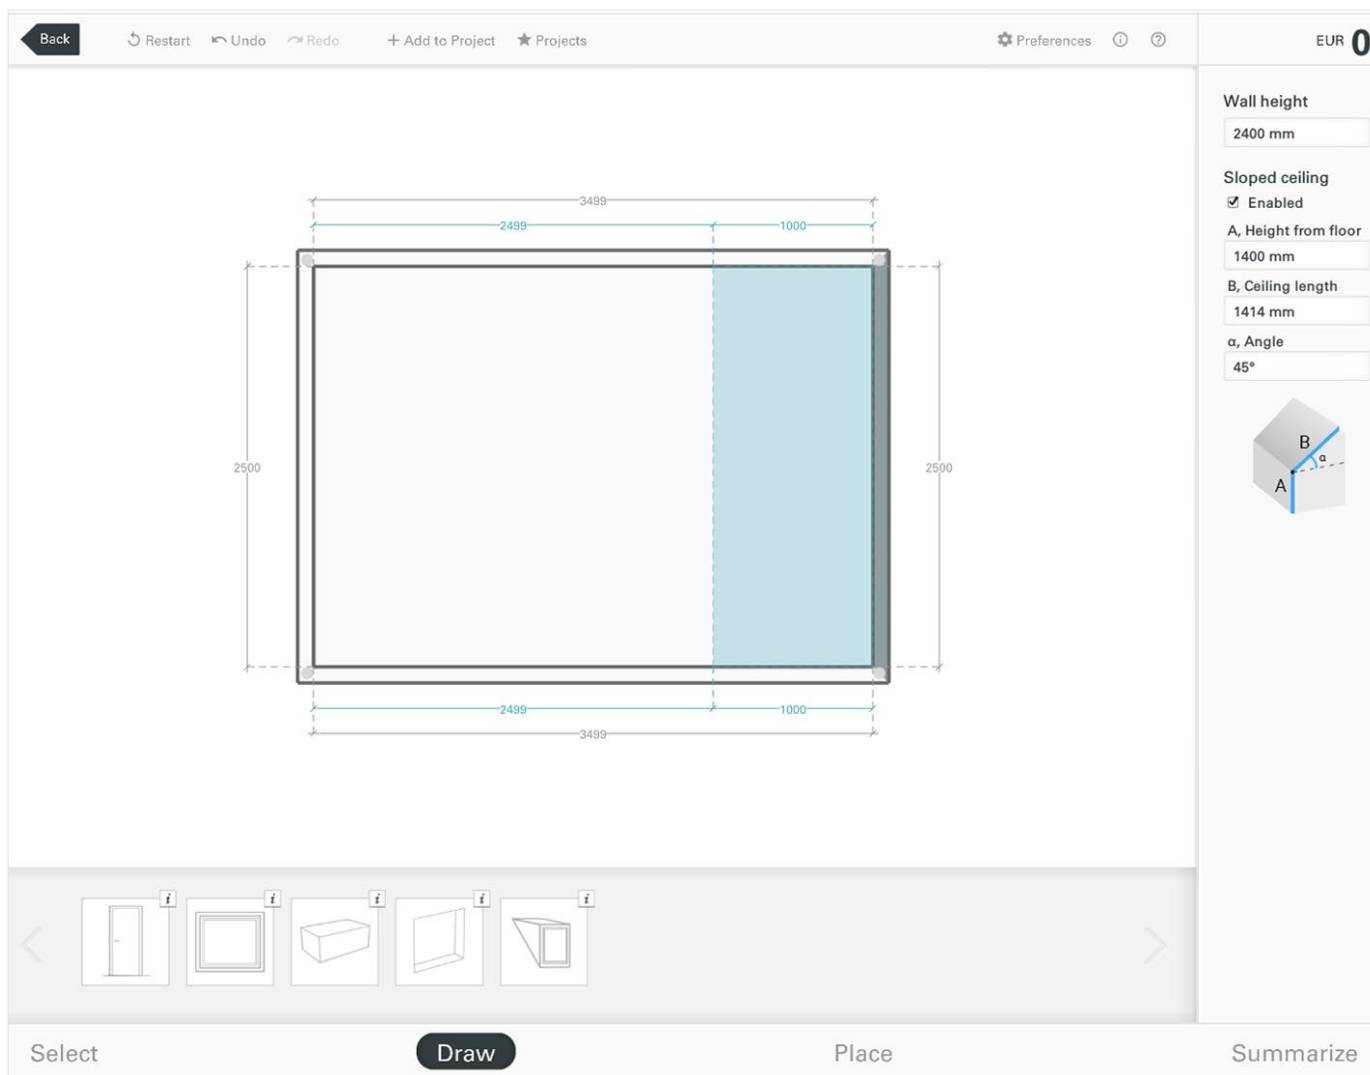 Back
Restart
Undo
Redo
+ Add to Project
Projects
Preferences
EUR 0
Wall height
2400 mm
Sloped ceiling
Enabled
A, Height from floor
1400 mm
B, Ceiling length
1414 mm
α, Angle
45°
B
α
A
3499
2499
1000
2500
2500
2499
1000
3499
i
i
i
i
i
Select
Draw
Place
Summarize